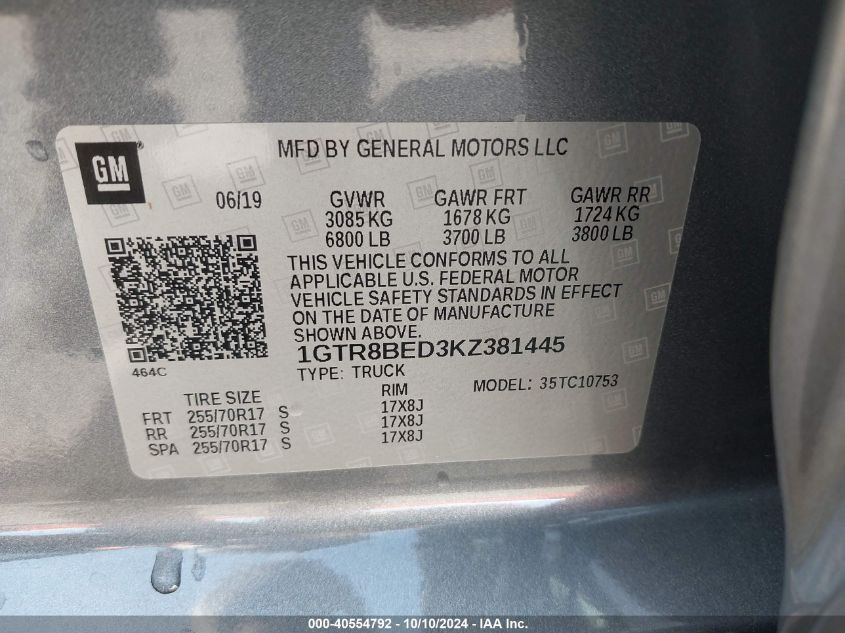 GM
MFD BY GENERAL MOTORS LLC
06/19
GVWR GAWR FRT GAWR RR
3085 KG 1678 KG 1724 KG
6800 LB 3700 LB 3800 LB
THIS VEHICLE CONFORMS TO ALL
APPLICABLE U.S. FEDERAL MOTOR
VEHICLE SAFETY STANDARDS IN EFFECT
ON THE DATE OF MANUFACTURE
SHOWN ABOVE.
464C
1GTR8BED3KZ381445
TYPE: TRUCK
MODEL: 35TC10753
TIRE SIZE RIM
FRT 255/70R17 S 17X8J
RR 255/70R17 S 17X8J
SPA 255/70R17 S 17X8J
000-40554792 - 10/10/2024 - IAA, Inc.